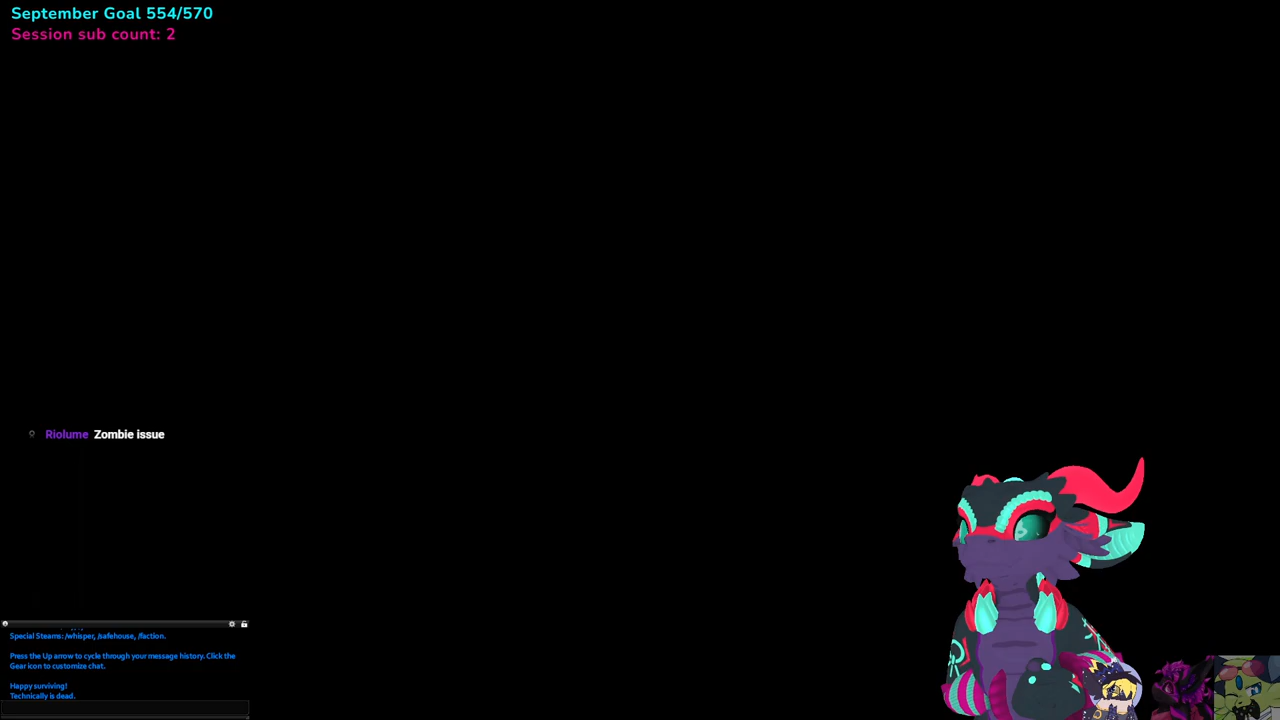 September Goal 554/570
Session sub count: 2
Riolume Zombie issue
Special Steams: /whisper, /safehouse, /faction.
Press the Up arrow to cycle through your message history. Click the
Gear icon to customize chat.
Happy surviving!
Technically is dead.